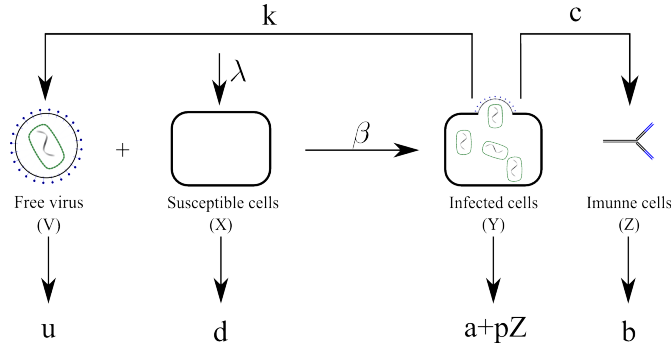 k
c
λ
β
+
Free virus
(V)
Susceptible cells
(X)
Infected cells
(Y)
Imunne cells
(Z)
u
d
a+pZ
b